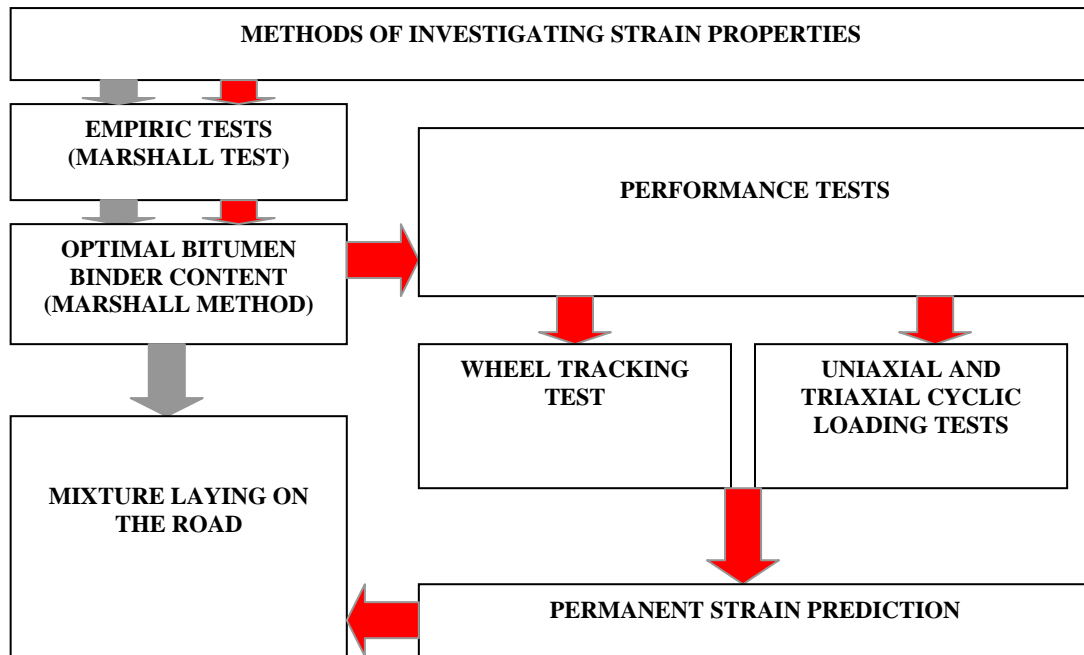 METHODS OF INVESTIGATING STRAIN PROPERTIES
EMPIRIC TESTS
(MARSHALL TEST)
PERFORMANCE TESTS
OPTIMAL BITUMEN
BINDER CONTENT
(MARSHALL METHOD)
WHEEL TRACKING
TEST
UNIAXIAL AND
TRIAXIAL CYCLIC
LOADING TESTS
MIXTURE LAYING ON
THE ROAD
PERMANENT STRAIN PREDICTION